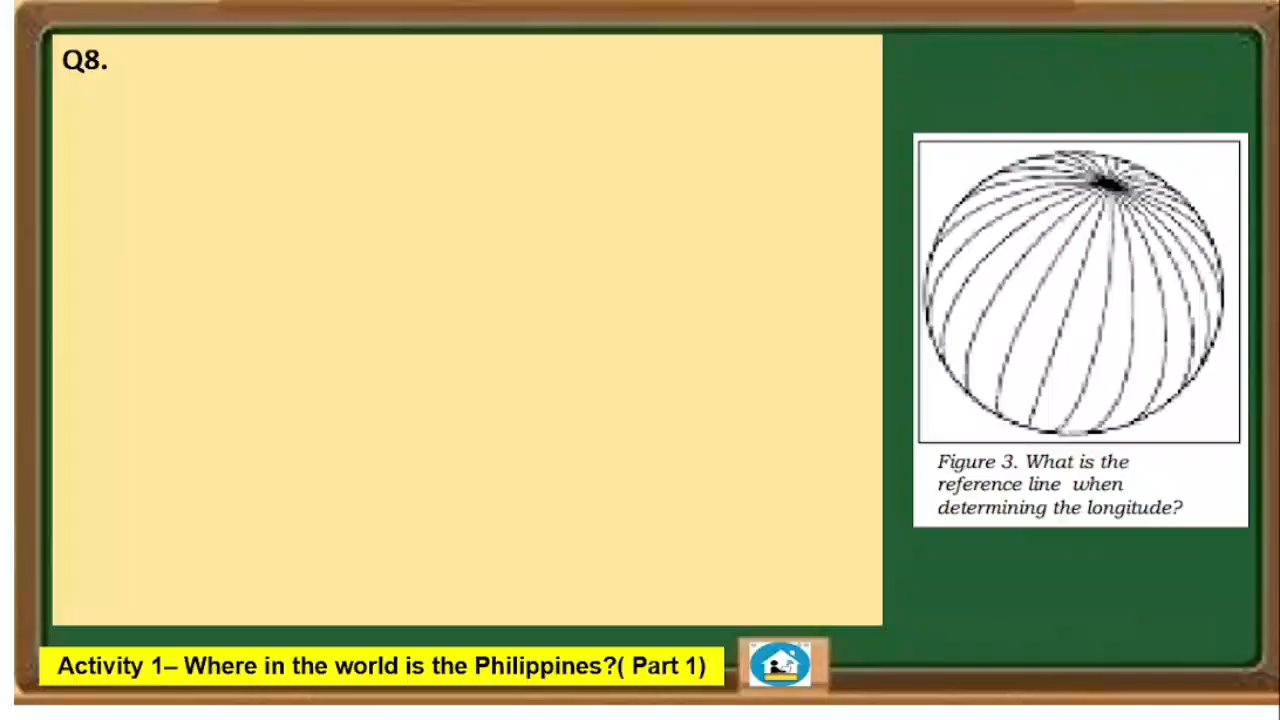 Q8.
Figure 3. What is the
reference line when
determining the longitude?
Activity 1– Where in the world is the Philippines?( Part 1)